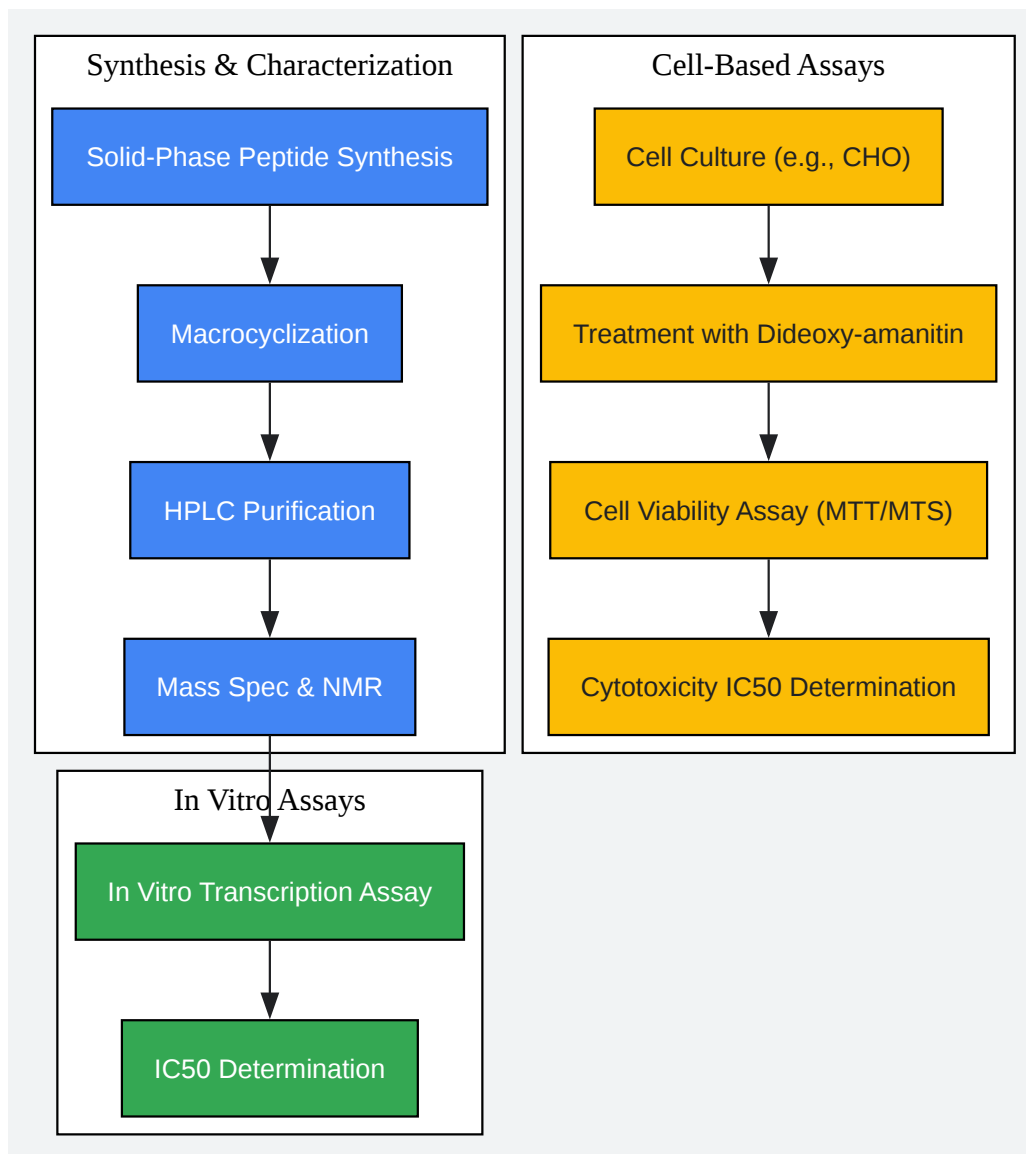 Synthesis & Characterization
Solid-Phase Peptide Synthesis
Macrocyclization
HPLC Purification
Mass Spec & NMR
In Vitro Assays
In Vitro Transcription Assay
IC50 Determination
Cell-Based Assays
Cell Culture (e.g., CHO)
Treatment with Dideoxy-amanitin
Cell Viability Assay (MTT/MTS)
Cytotoxicity IC50 Determination